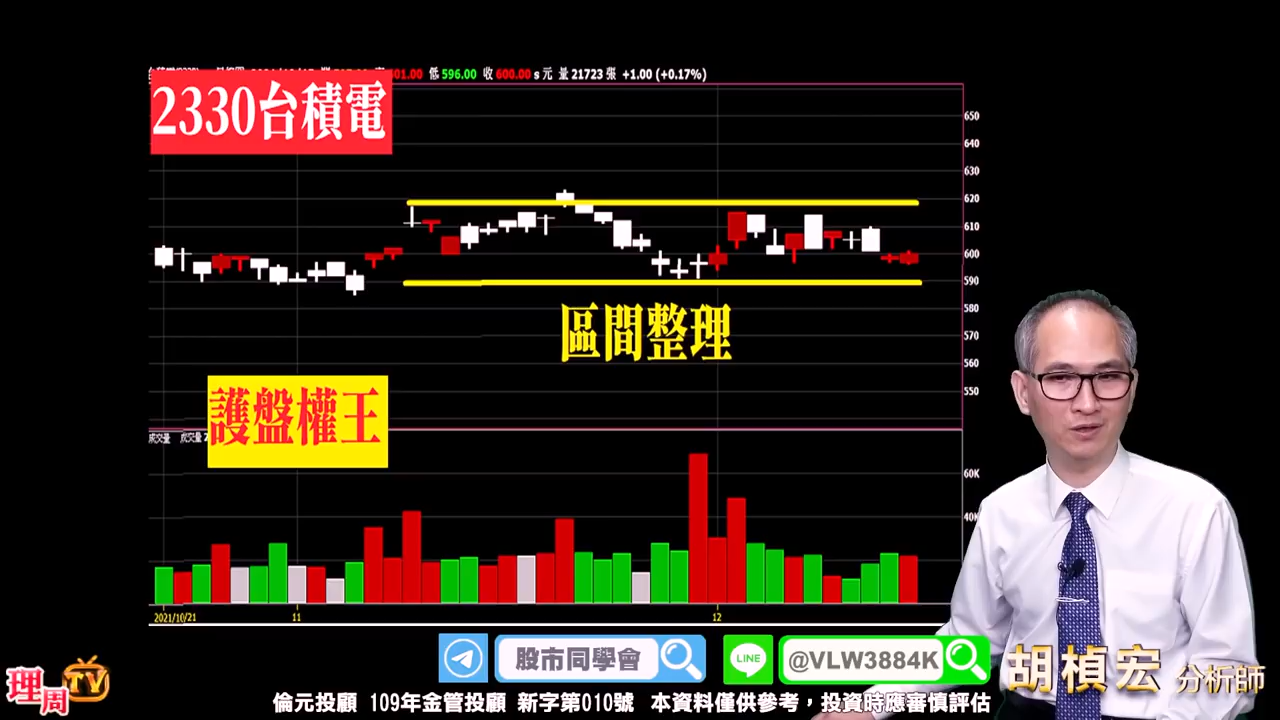 01.00 低 596.00 收 600.00 s 元 量 21723 張 +1.00 (+0.17%)
2330台積電
650
640
630
620
610
600
590
580
570
560
550
區間整理
護盤權王
成交量
60K
40K
2021/10/21
11
12
股市同學會
LINE
@VLW3884K
胡楨宏 分析師
理周TV
倫元投顧 109年金管投顧 新字第010號 本資料僅供參考，投資時應審慎評估